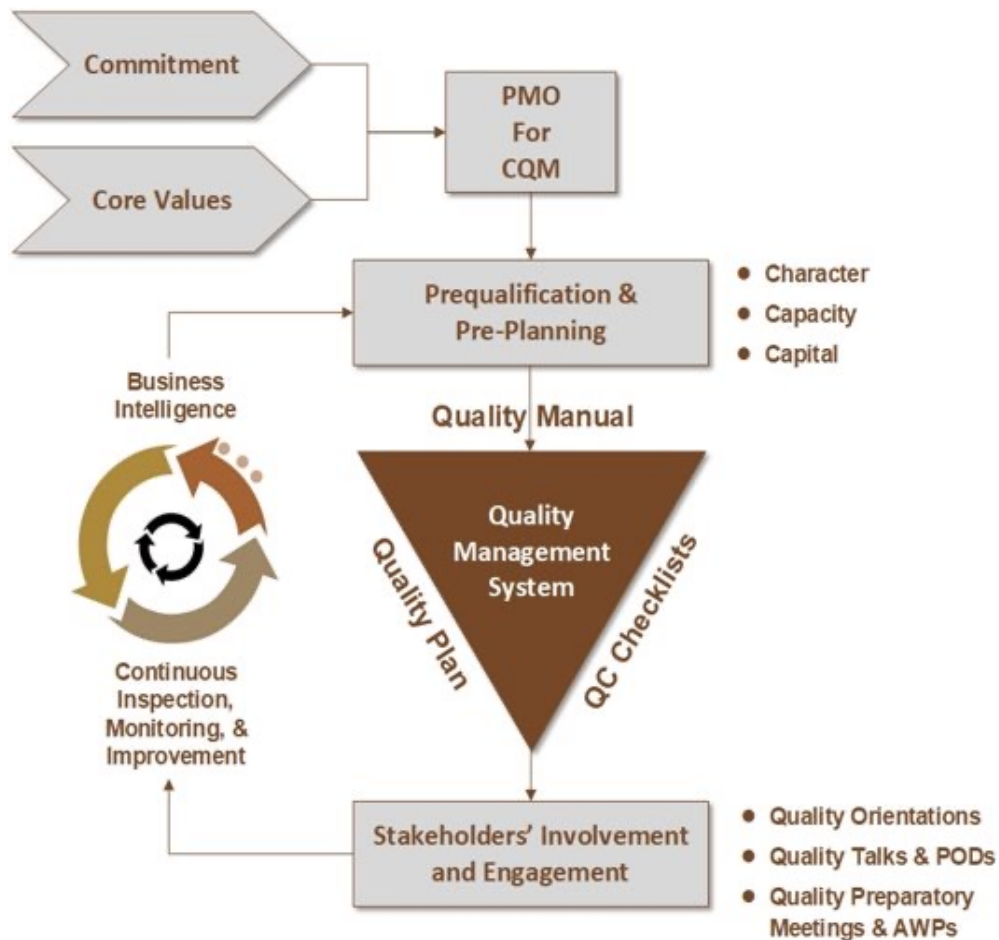 Commitment
Core Values
PMO
For
CQM
Prequalification &
Pre-Planning
● Character
● Capacity
● Capital
Business
Intelligence
Quality Manual
Quality
Management
System
Quality Plan
QC Checklists
Continuous
Inspection,
Monitoring, &
Improvement
Stakeholders’ Involvement
and Engagement
● Quality Orientations
● Quality Talks & PODs
● Quality Preparatory
Meetings & AWPs